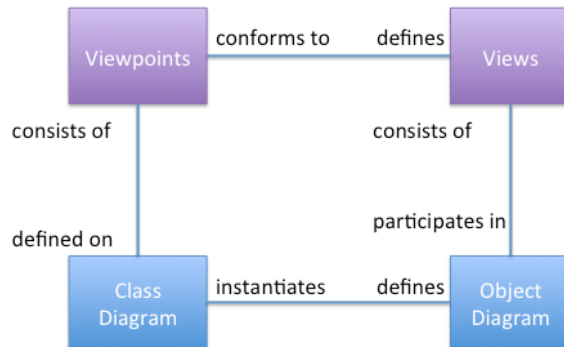 conforms to
defines
Viewpoints
Views
consists of
consists of
participates in
defined on
instantiates
defines
Class
Diagram
Object
Diagram